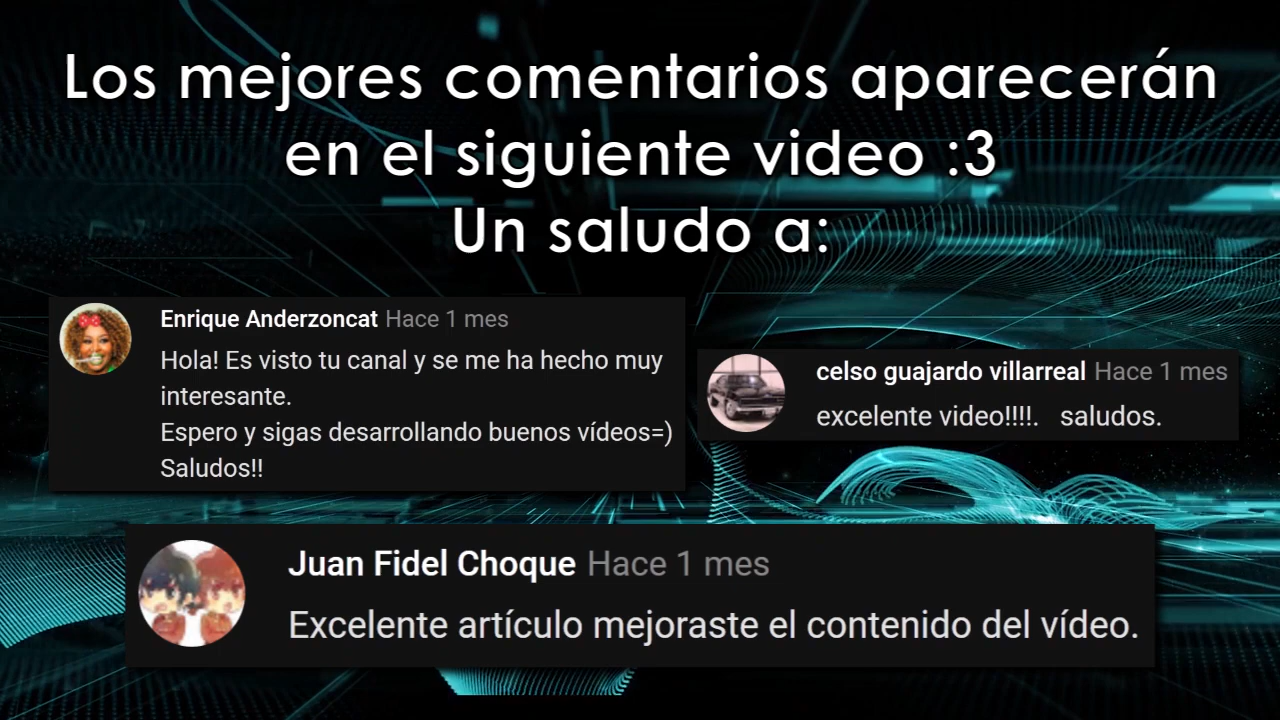 Los mejores comentarios aparecerán
en el siguiente video :3
Un saludo a:
Enrique Anderzoncat Hace 1 mes
Hola! Es visto tu canal y se me ha hecho muy
interesante.
Espero y sigas desarrollando buenos vídeos=)
Saludos!!
celso guajardo villarreal Hace 1 mes
excelente video!!!!.   saludos.
Juan Fidel Choque Hace 1 mes
Excelente artículo mejoraste el contenido del vídeo.